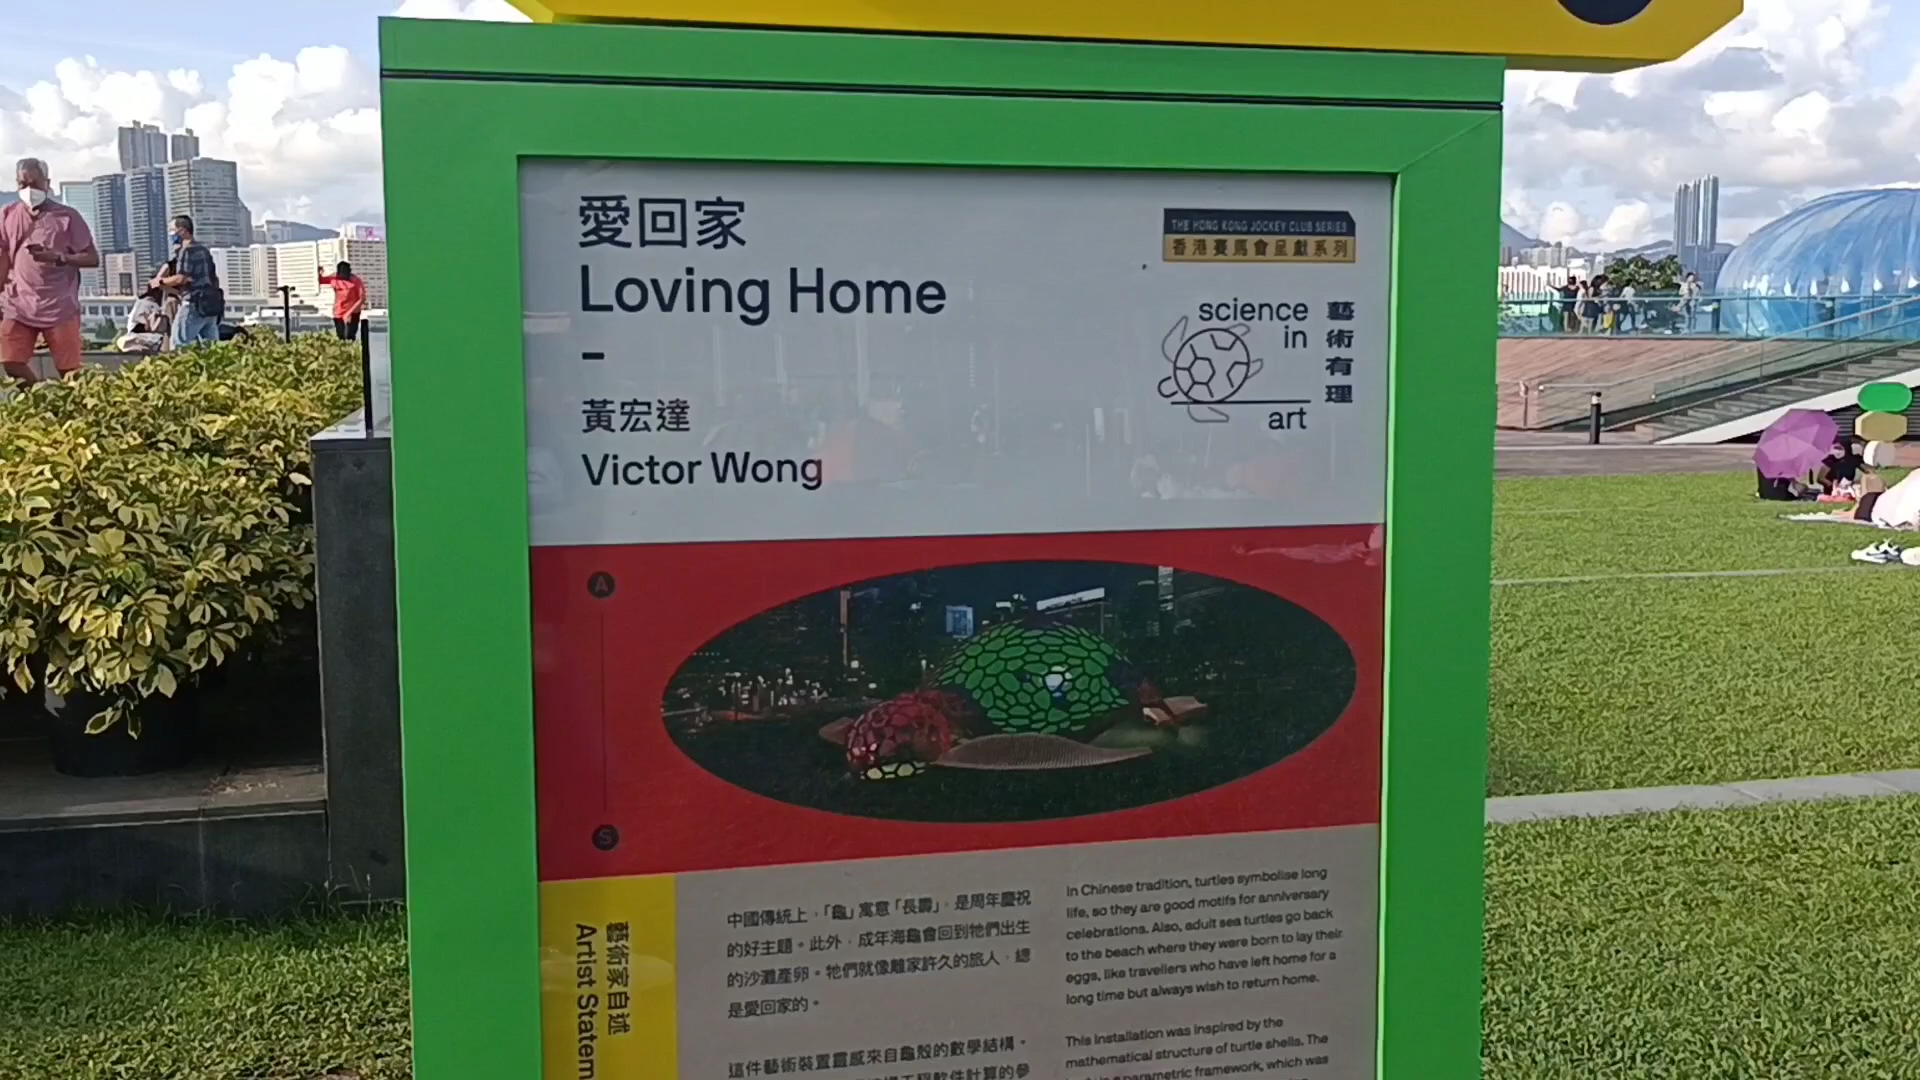 愛回家
Loving Home
–
黃宏達
Victor Wong
THE HONG KONG JOCKEY CLUB SERIES
香港賽馬會呈獻系列
science
in
art
藝術有理
A
S
藝術家自述
Artist Statem
中國傳統上，「龜」寓意「長壽」，是周年慶祝
的好主題。此外，成年海龜會回到牠們出生
的沙灘產卵。牠們就像離家許久的旅人，總
是愛回家的。
這件藝術裝置靈感來自龜殼的數學結構。
工程軟件計算的參
In Chinese tradition, turtles symbolise long
life, so they are good motifs for anniversary
celebrations. Also, adult sea turtles go back
to the beach where they were born to lay their
eggs, like travellers who have left home for a
long time but always wish to return home.
This installation was inspired by the
mathematical structure of turtle shells. The
parametric framework, which was